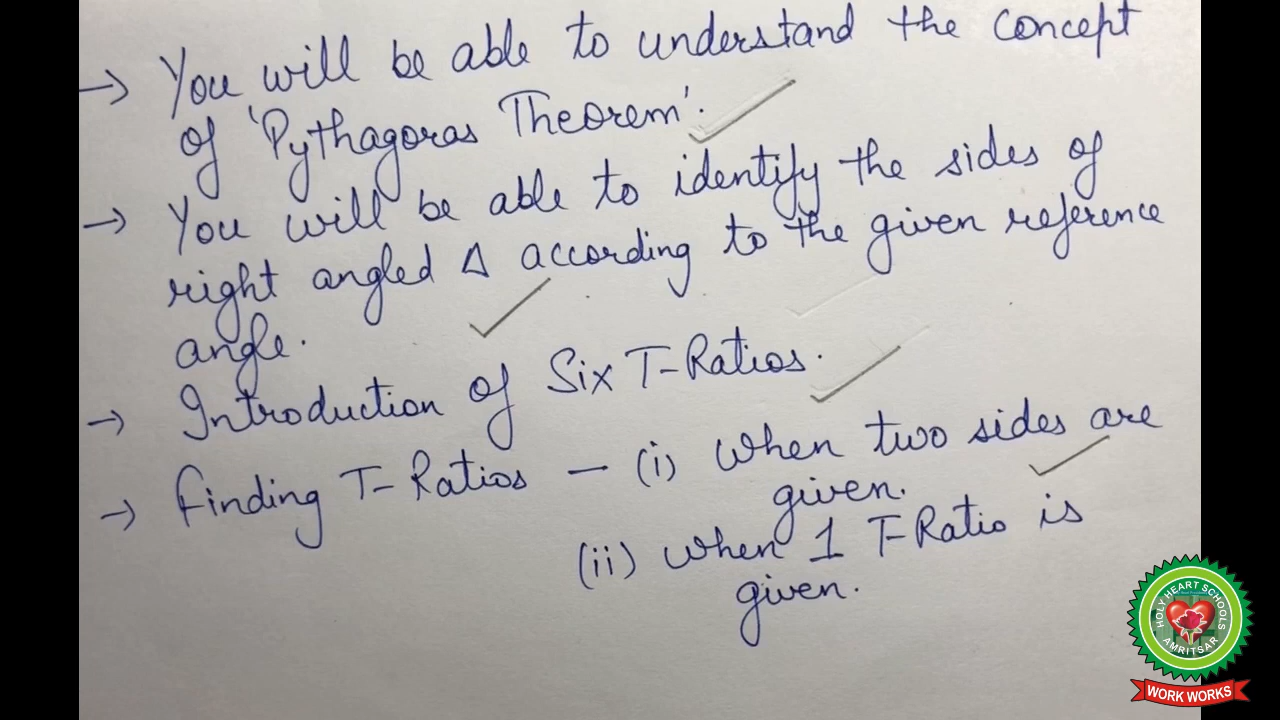 → You will be able to understand the concept
of 'Pythagoras Theorem'.
→ You will be able to identify the sides of
right angled Δ according to the given reference
angle.
→ Introduction of Six T-Ratios.
→ Finding T-Ratios — (i) When two sides are
given.
(ii) When 1 T-Ratio is
given.
HOLY HEART SCHOOLS
AMRITSAR
WORK WORKS